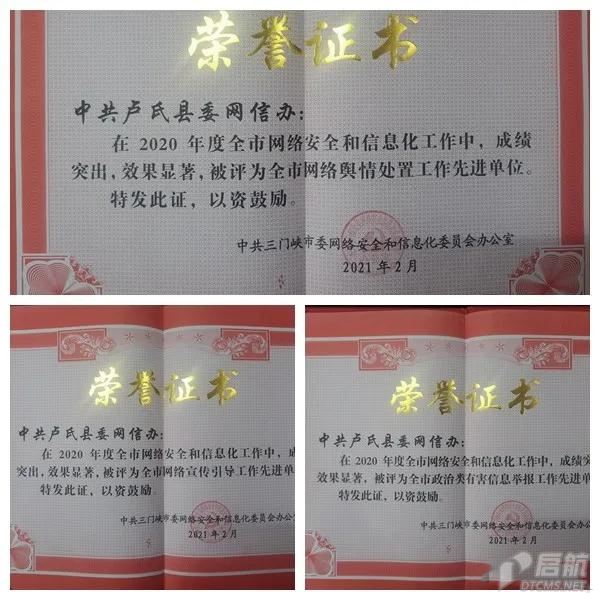 荣誉证书
中共卢氏县委网信办：
在 2020 年度全市网络安全和信息化工作中，成绩
突出，效果显著，被评为全市网络舆情处置工作先进单位。
特发此证，以资鼓励。
中共三门峡市委网络安全和信息化委员会办公室
2021 年 2 月
荣誉证书
中共卢氏县委网信办：
在 2020 年度全市网络安全和信息化工作中，成
突出，效果显著，被评为全市网络宣传引导工作先进单
特发此证，以资鼓励。
中共三门峡市委网络安全和信息化委员会办公室
2021 年 2 月
荣誉证书
中共卢氏县委网信办：
在 2020 年度全市网络安全和信息化工作中，成绩突
效果显著，被评为全市政治类有害信息举报工作先进单
特发此证，以资鼓励。
中共三门峡市委网络安全和信息化委员会办公
2021 年 2 月
启航
DTCMS.NET